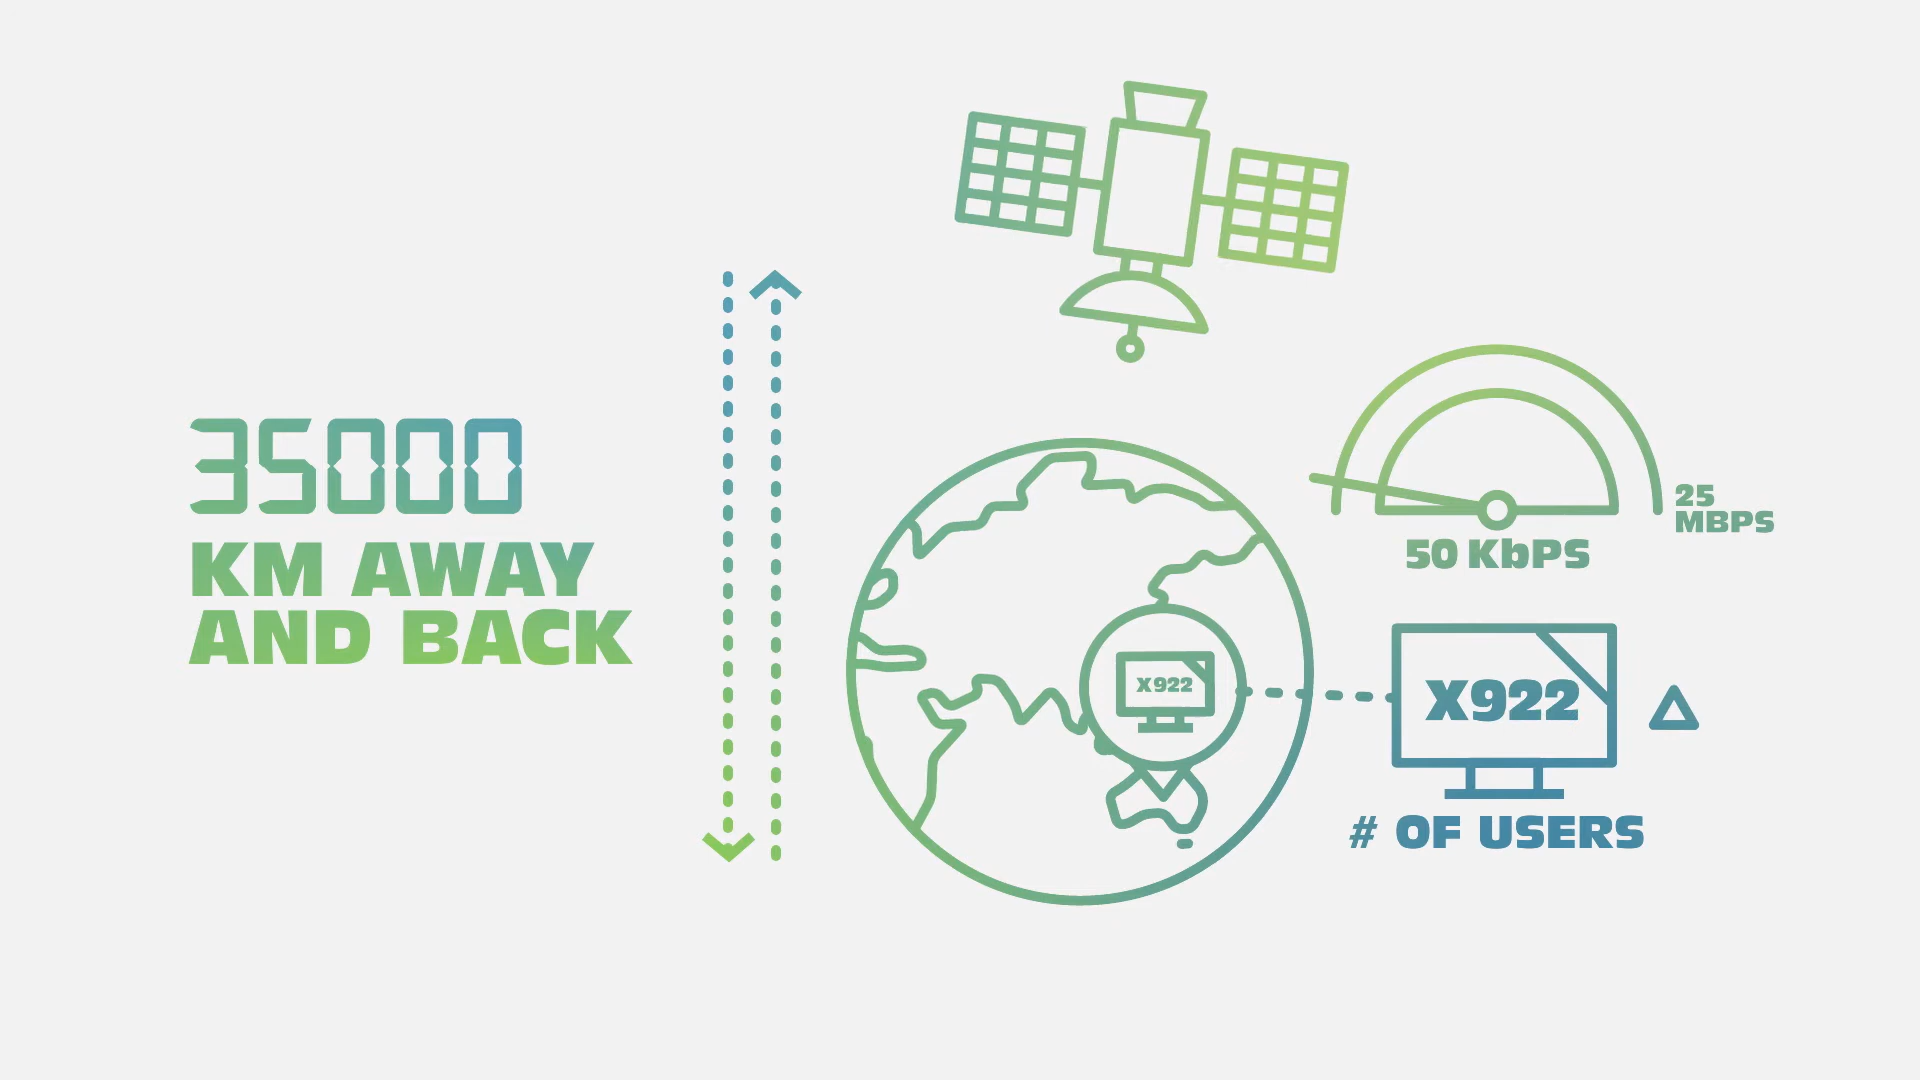 35000
KM AWAY
AND BACK
25
MBPS
50 KbPS
X922
X922
# OF USERS